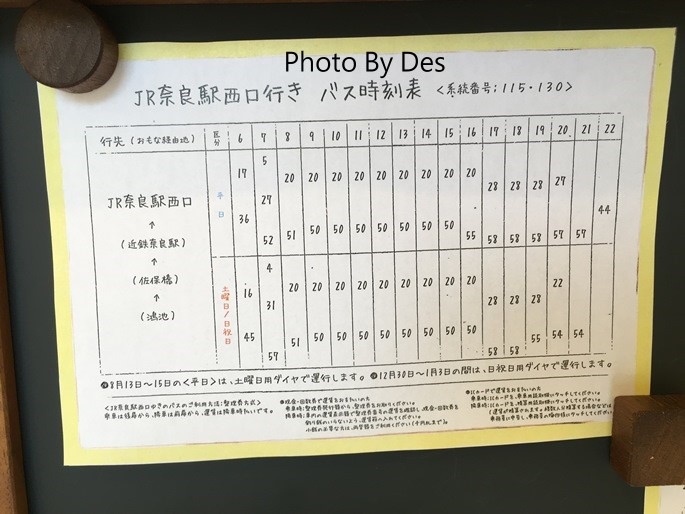 Photo By Des
JR奈良駅西口行き バス時刻表 <系統番号;115・130>
行先(おもな経由地) 区分 6 7 8 9 10 11 12 13 14 15 16 17 18 19 20 21 22
JR奈良駅西口
↑
(近鉄奈良駅)
↑
(佐保橋)
↑
(鴻池)
平日
5
17 20 20 20 20 20 20 20 20 20 28 28 28 27
27
36 51 50 50 50 50 50 50 50 55 58 58 58 57 57 44
52
土曜日/日祝日
4
16 20 20 20 20 20 20 20 20 20 28 28 28 22
31
45 51 50 50 50 50 50 50 50 50 58 58 55 54 54
57
8月13日~15日の<平日>は、土曜日用ダイヤで運行します。 12月30日~1月3日の間は、日祝日用ダイヤで運行します。